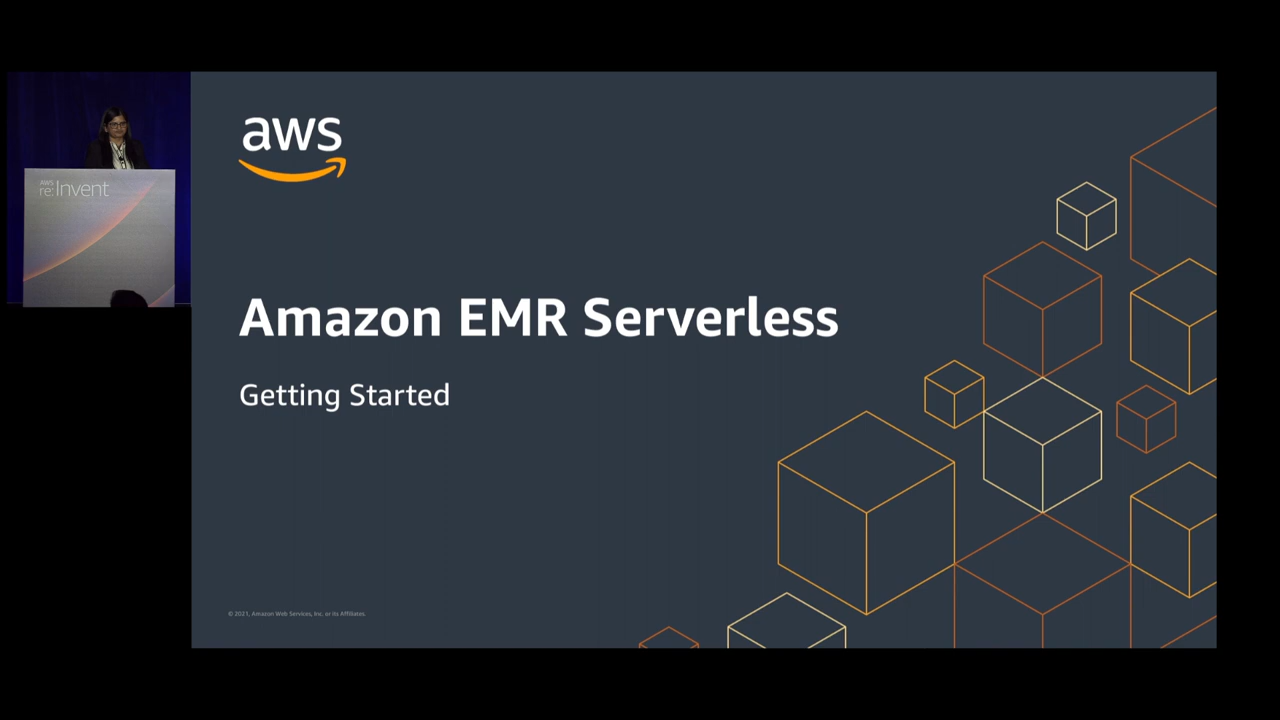 AWS
re:Invent
aws
Amazon EMR Serverless
Getting Started
© 2021, Amazon Web Services, Inc. or its Affiliates.